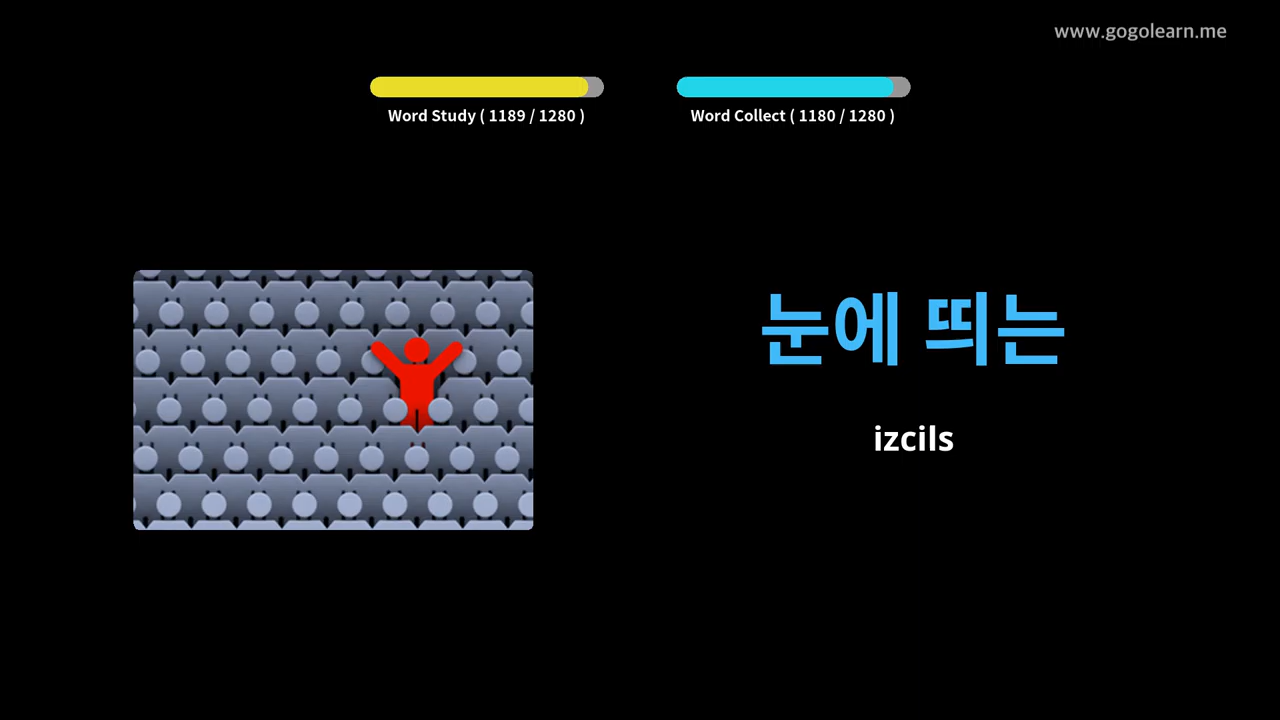 www.gogolearn.me
Word Study ( 1189 / 1280 )
Word Collect ( 1180 / 1280 )
눈에 띄는
izcils